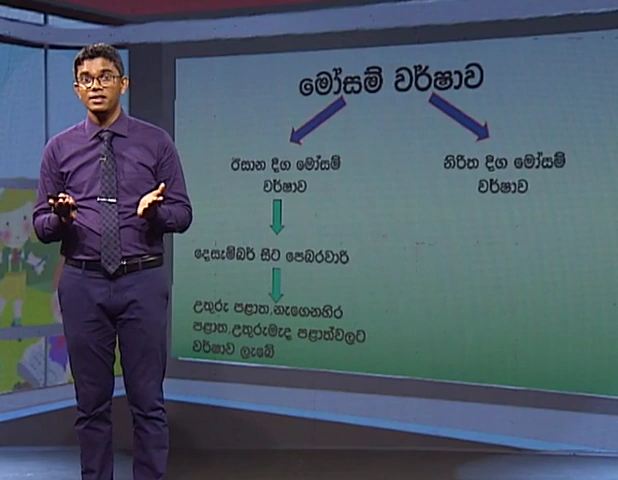 මෝසම් වර්ෂාව
ඊසාන දිග මෝසම්
වර්ෂාව
නිරිත දිග මෝසම්
වර්ෂාව
දෙසැම්බර් සිට පෙබරවාරි
උතුරු පළාත,නැගෙනහිර
පළාත,උතුරුමැද පළාත්වලට
වර්ෂාව ලැබේ